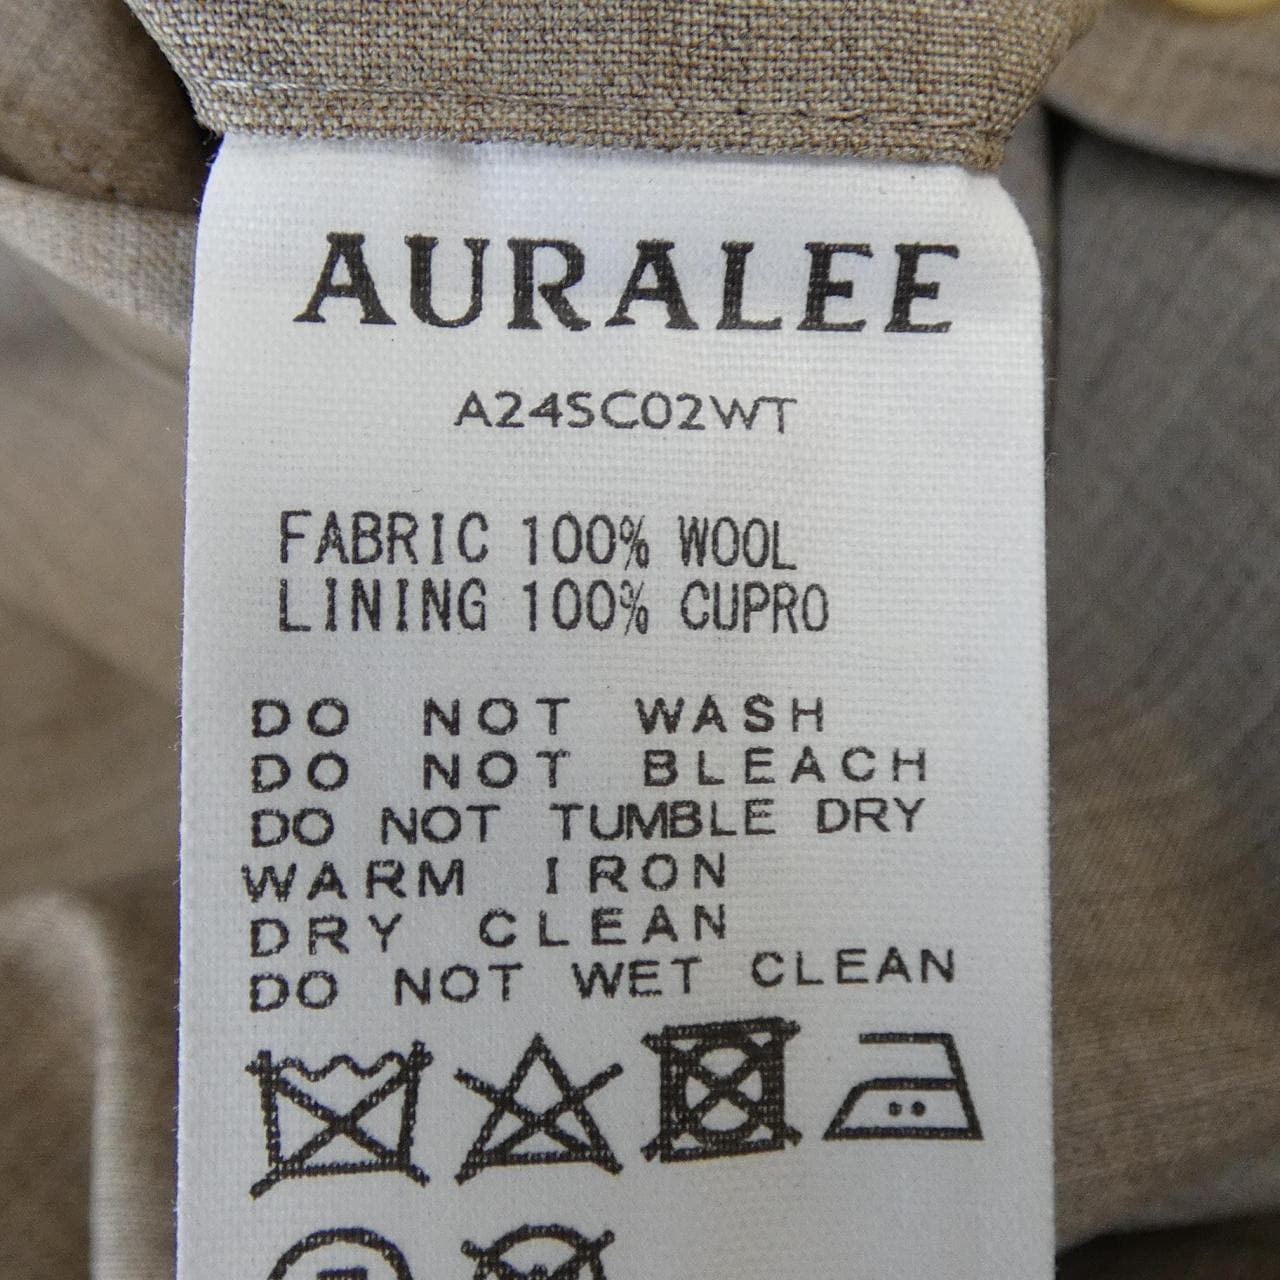 AURALEE
A24SC02WT
FABRIC 100% WOOL
LINING 100% CUPRO
DO NOT WASH
DO NOT BLEACH
DO NOT TUMBLE DRY
WARM IRON
DRY CLEAN
DO NOT WET CLEAN